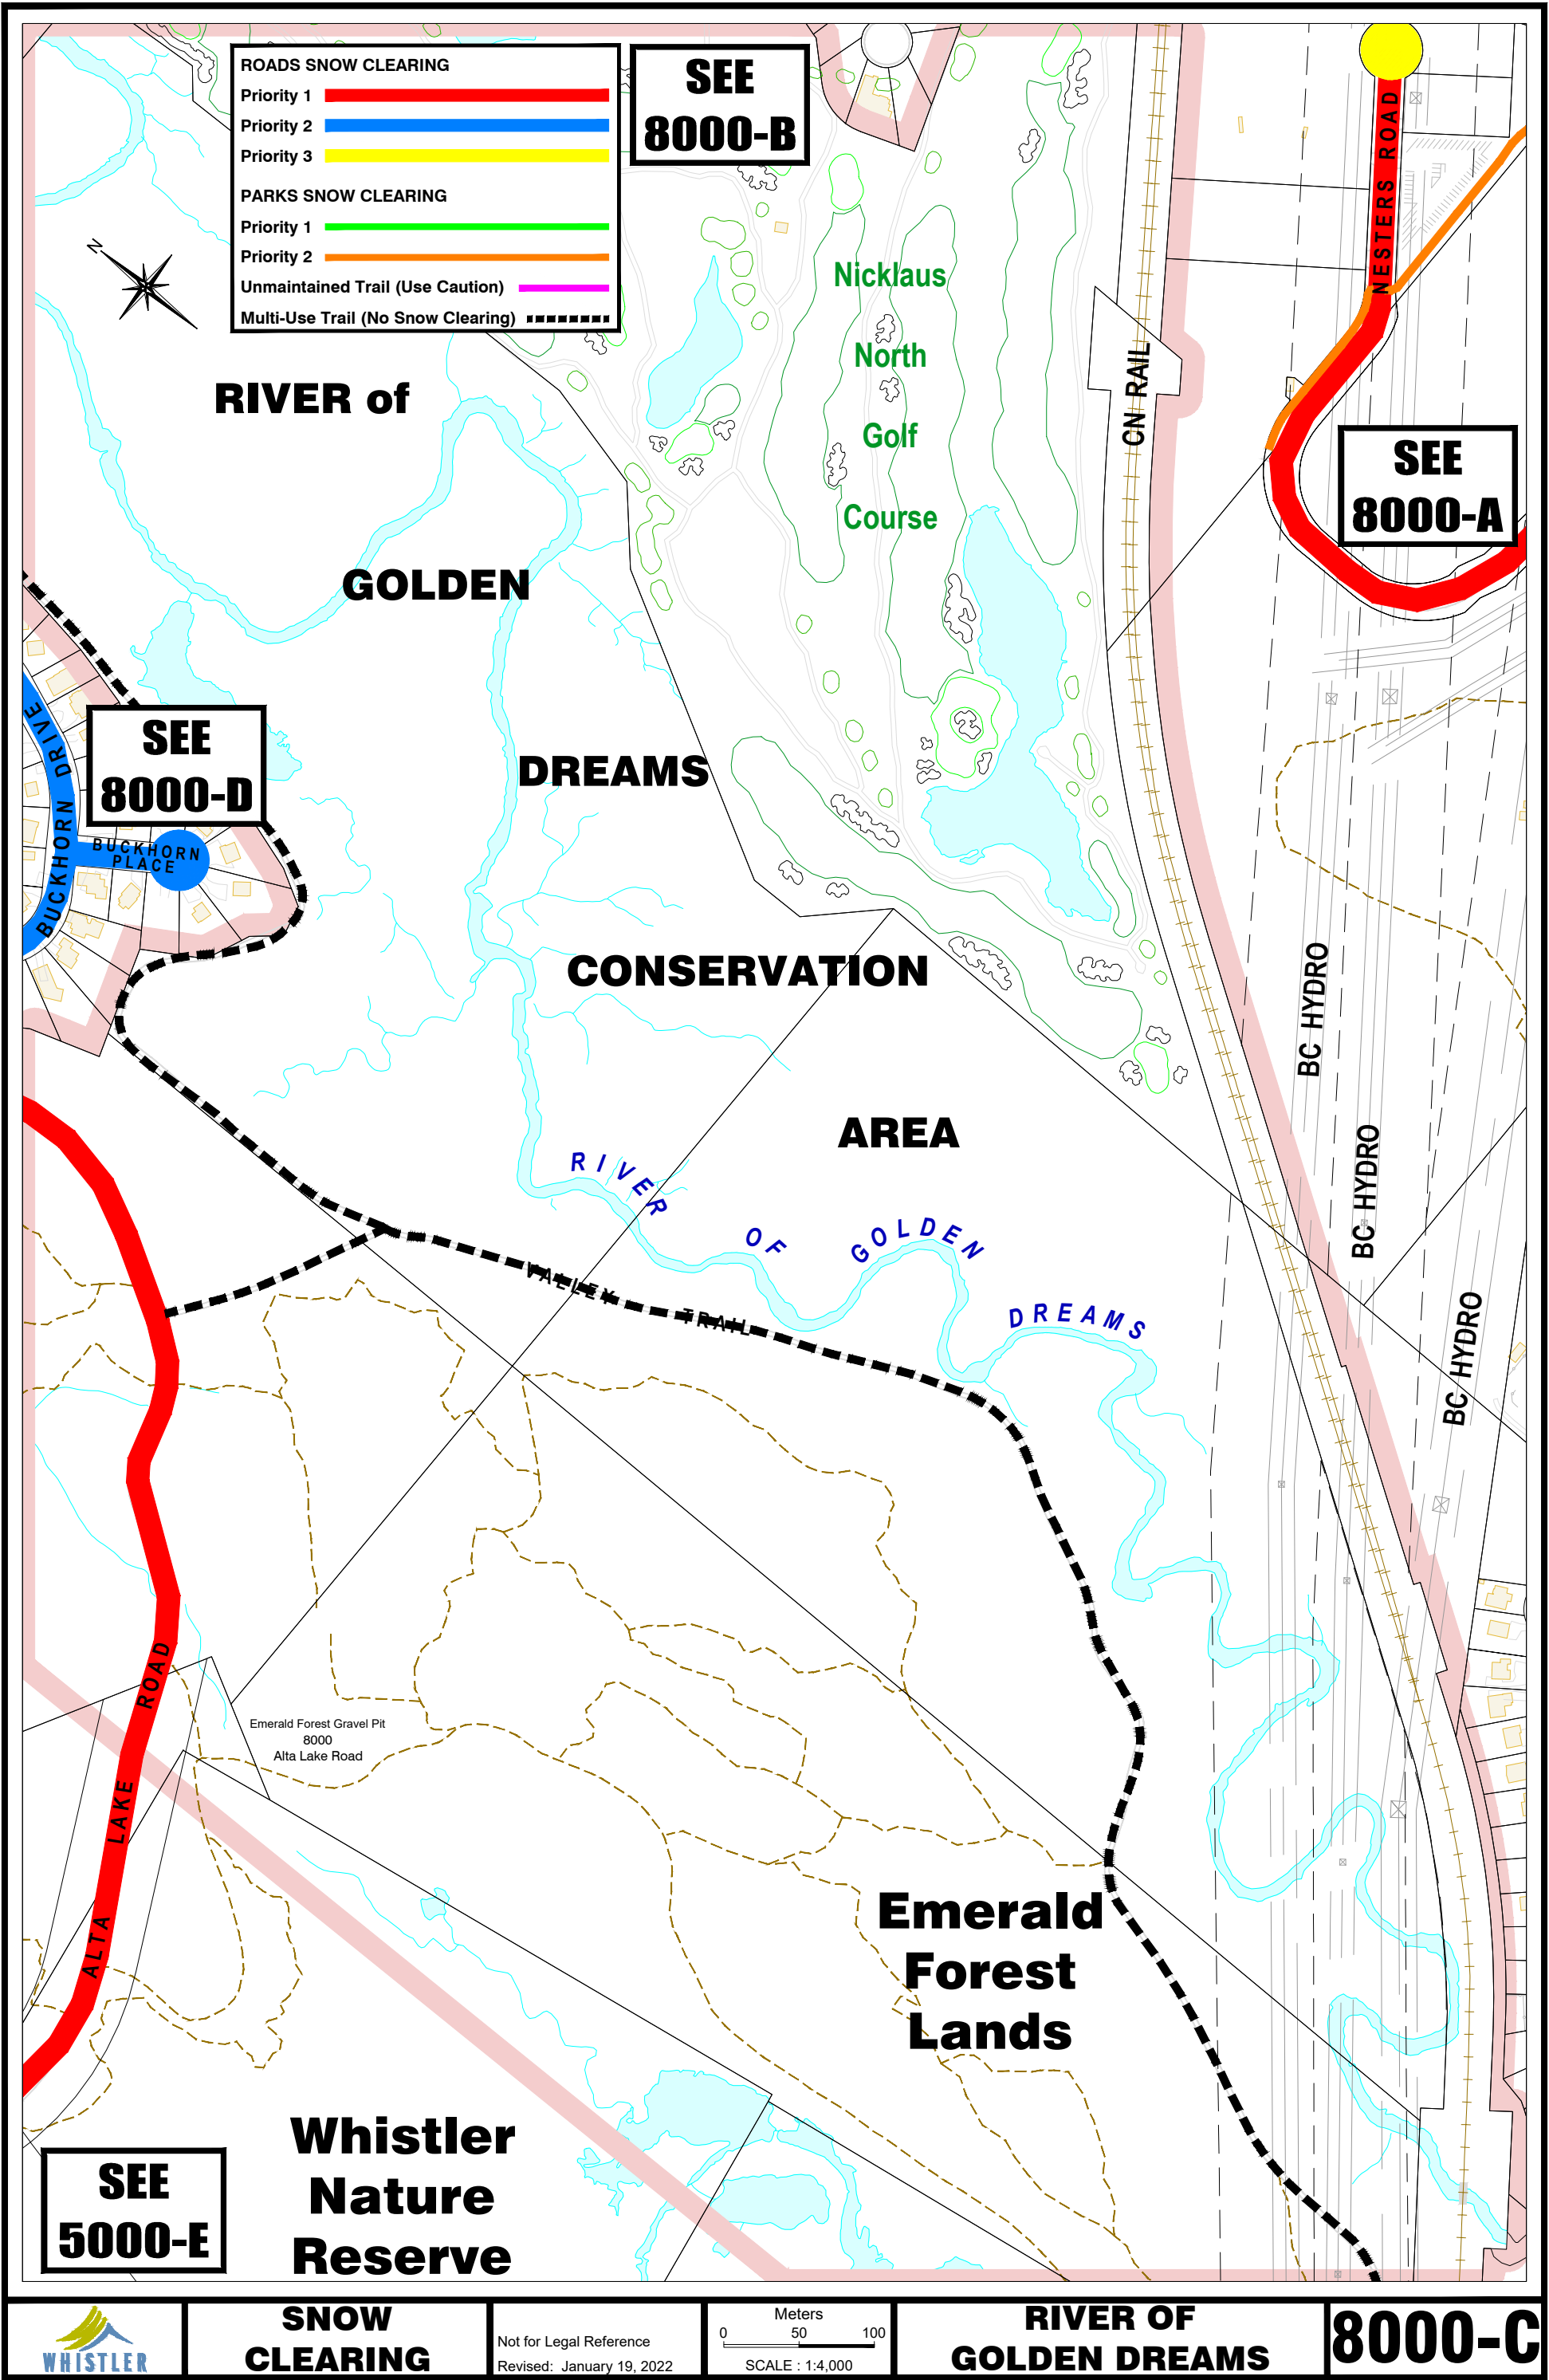 ROADS SNOW CLEARING
Priority 1
Priority 2
Priority 3
PARKS SNOW CLEARING
Priority 1
Priority 2
Unmaintained Trail (Use Caution)
Multi-Use Trail (No Snow Clearing)
SEE
8000-B
N
NESTERS ROAD
Nicklaus
North
Golf
Course
CN RAIL
SEE
8000-A
RIVER of
GOLDEN
DREAMS
CONSERVATION
AREA
SEE
8000-D
BUCKHORN DRIVE
BUCKHORN
PLACE
BC HYDRO
BC HYDRO
BC HYDRO
RIVER OF GOLDEN DREAMS
VALLEY TRAIL
ALTA LAKE ROAD
Emerald Forest Gravel Pit
8000
Alta Lake Road
Emerald
Forest
Lands
Whistler
Nature
Reserve
SEE
5000-E
WHISTLER
SNOW
CLEARING
Not for Legal Reference
Revised: January 19, 2022
Meters
0 50 100
SCALE : 1:4,000
RIVER OF
GOLDEN DREAMS
8000-C